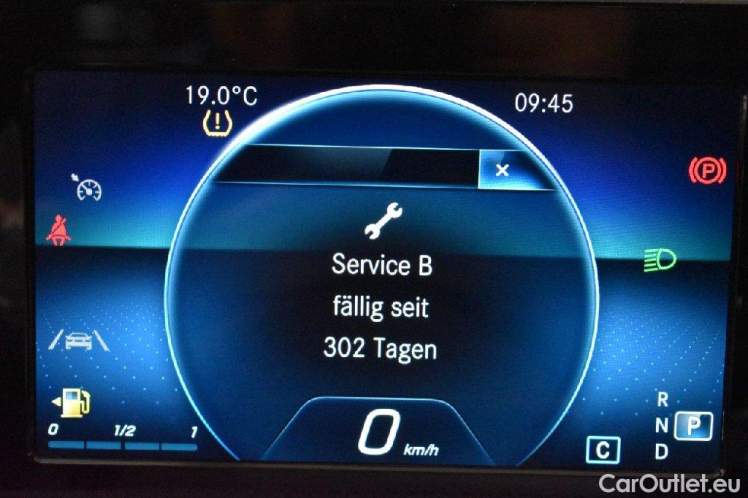 19.0°C
09:45
Service B
fällig seit
302 Tagen
0 1/2 1
0 km/h
C
R
N P
D
CarOutlet.eu